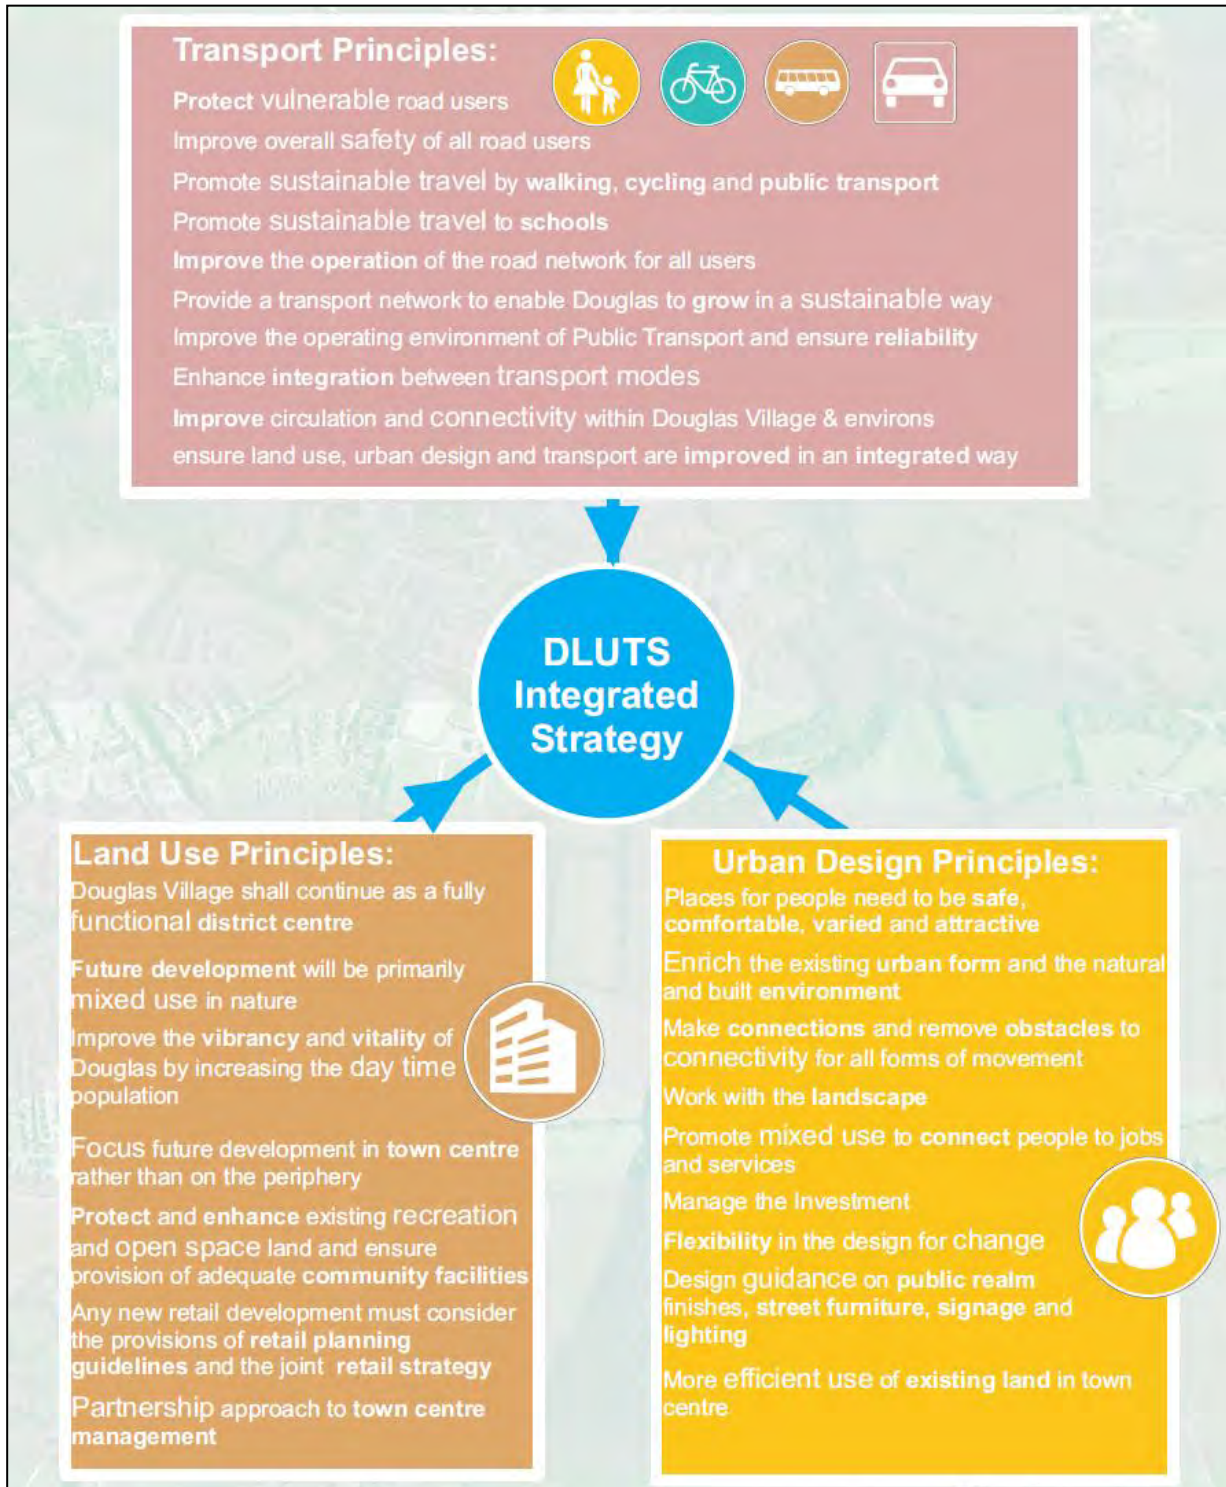 Transport Principles:
Protect vulnerable road users
Improve overall safety of all road users
Promote sustainable travel by walking, cycling and public transport
Promote sustainable travel to schools
Improve the operation of the road network for all users
Provide a transport network to enable Douglas to grow in a sustainable way
Improve the operating environment of Public Transport and ensure reliability
Enhance integration between transport modes
Improve circulation and connectivity within Douglas Village & environs
ensure land use, urban design and transport are improved in an integrated way
DLUTS
Integrated
Strategy
Land Use Principles:
Douglas Village shall continue as a fully
functional district centre
Future development will be primarily
mixed use in nature
Improve the vibrancy and vitality of
Douglas by increasing the day time
population
Focus future development in town centre
rather than on the periphery
Protect and enhance existing recreation
and open space land and ensure
provision of adequate community facilities
Any new retail development must consider
the provisions of retail planning
guidelines and the joint retail strategy
Partnership approach to town centre
management
Urban Design Principles:
Places for people need to be safe,
comfortable, varied and attractive
Enrich the existing urban form and the natural
and built environment
Make connections and remove obstacles to
connectivity for all forms of movement
Work with the landscape
Promote mixed use to connect people to jobs
and services
Manage the Investment
Flexibility in the design for change
Design guidance on public realm
finishes, street furniture, signage and
lighting
More efficient use of existing land in town
centre